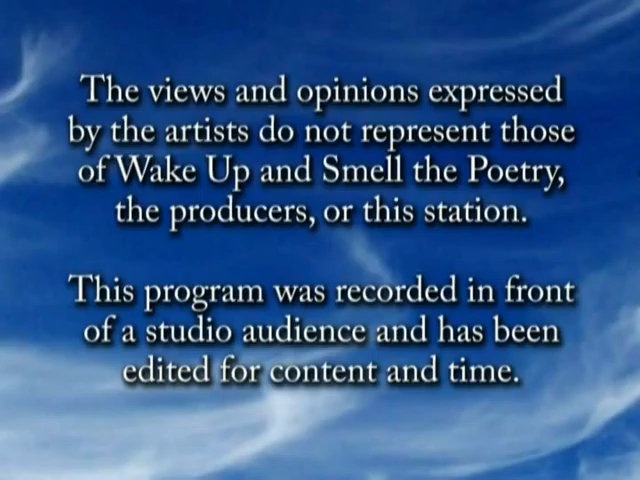 The views and opinions expressed
by the artists do not represent those
of Wake Up and Smell the Poetry,
the producers, or this station.
This program was recorded in front
of a studio audience and has been
edited for content and time.